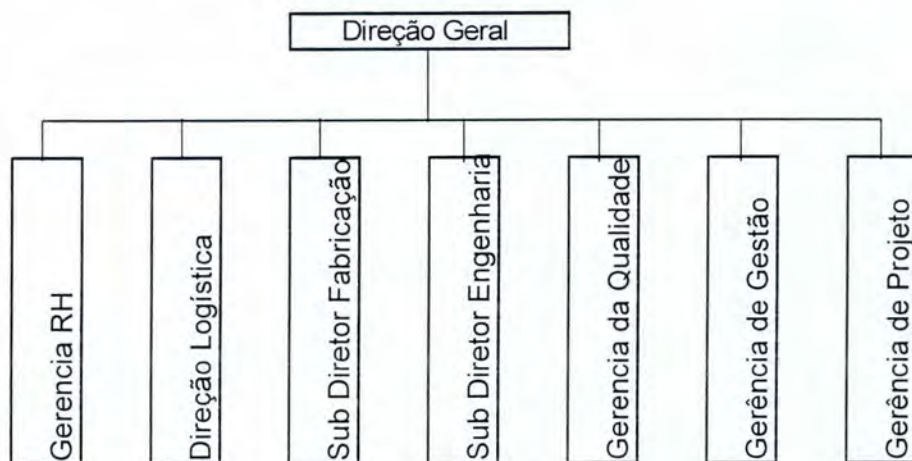 Direção Geral
Gerencia RH
Direção Logística
Sub Diretor Fabricação
Sub Diretor Engenharia
Gerencia da Qualidade
Gerência de Gestão
Gerência de Projeto